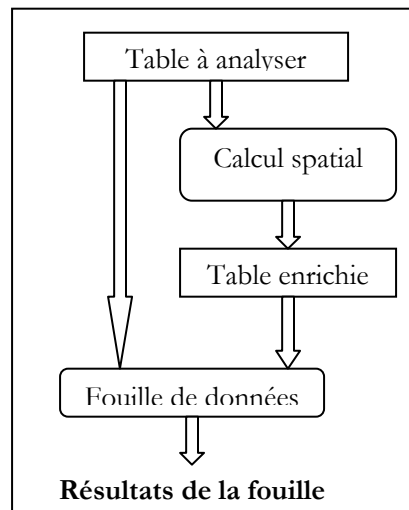 Table à analyser
Calcul spatial
Table enrichie
Fouille de données
Résultats de la fouille